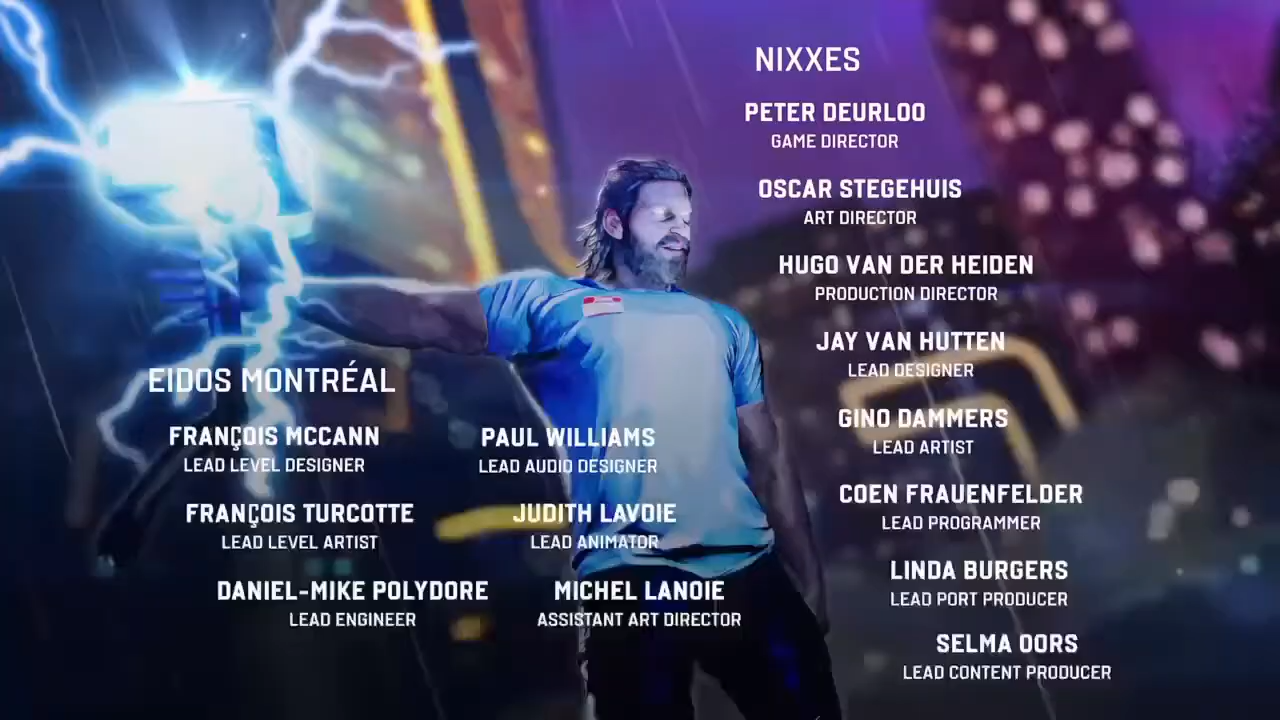 NIXXES
PETER DEURLOO
GAME DIRECTOR
OSCAR STEGEHUIS
ART DIRECTOR
HUGO VAN DER HEIDEN
PRODUCTION DIRECTOR
JAY VAN HUTTEN
LEAD DESIGNER
GINO DAMMERS
LEAD ARTIST
COEN FRAUENFELDER
LEAD PROGRAMMER
LINDA BURGERS
LEAD PORT PRODUCER
SELMA OORS
LEAD CONTENT PRODUCER
EIDOS MONTRÉAL
FRANÇOIS MCCANN
LEAD LEVEL DESIGNER
FRANÇOIS TURCOTTE
LEAD LEVEL ARTIST
DANIEL-MIKE POLYDORE
LEAD ENGINEER
PAUL WILLIAMS
LEAD AUDIO DESIGNER
JUDITH LAVOIE
LEAD ANIMATOR
MICHEL LANOIE
ASSISTANT ART DIRECTOR